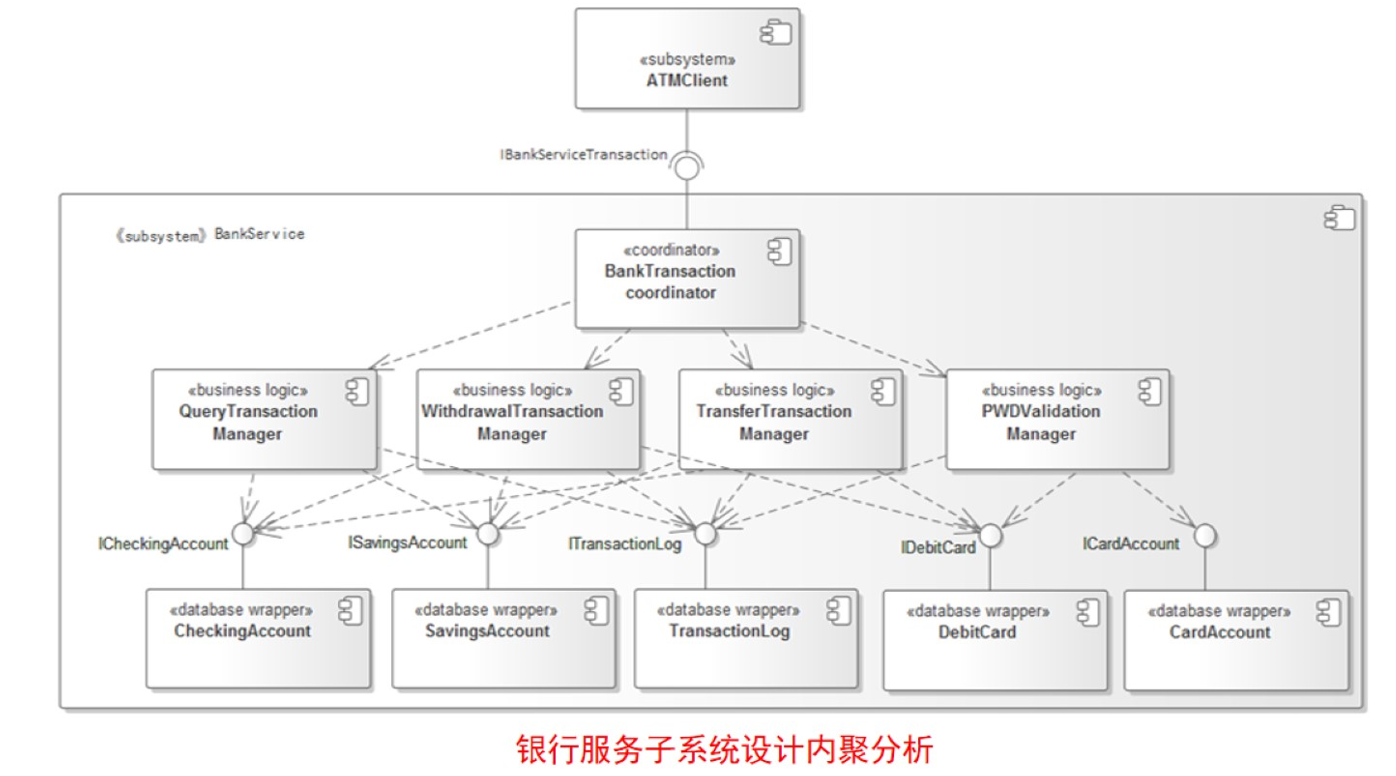 «subsystem»
ATMClient
IBankServiceTransaction
《subsystem》BankService
«coordinator»
BankTransaction
coordinator
«business logic»
QueryTransaction
Manager
«business logic»
WithdrawalTransaction
Manager
«business logic»
TransferTransaction
Manager
«business logic»
PWDValidation
Manager
ICheckingAccount
ISavingsAccount
ITransactionLog
IDebitCard
ICardAccount
«database wrapper»
CheckingAccount
«database wrapper»
SavingsAccount
«database wrapper»
TransactionLog
«database wrapper»
DebitCard
«database wrapper»
CardAccount
银行服务子系统设计内聚分析